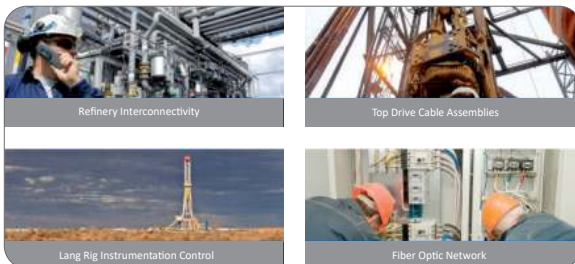 Refinery Interconnectivity
Top Drive Cable Assemblies
Lang Rig Instrumentation Control
Fiber Optic Network